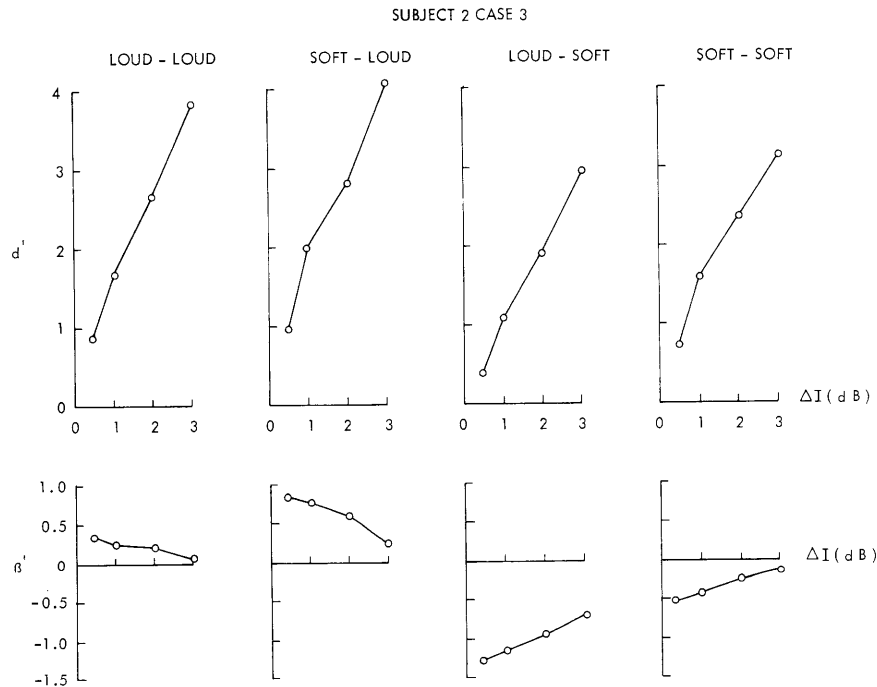 SUBJECT 2 CASE 3
LOUD - LOUD SOFT - LOUD LOUD - SOFT SOFT - SOFT
4
3
2
d'
1
0
0 1 2 3 0 1 2 3 0 1 2 3 0 1 2 3
ΔI(dB)
1.0
0.5
β'
0
ΔI(dB)
-0.5
-1.0
-1.5